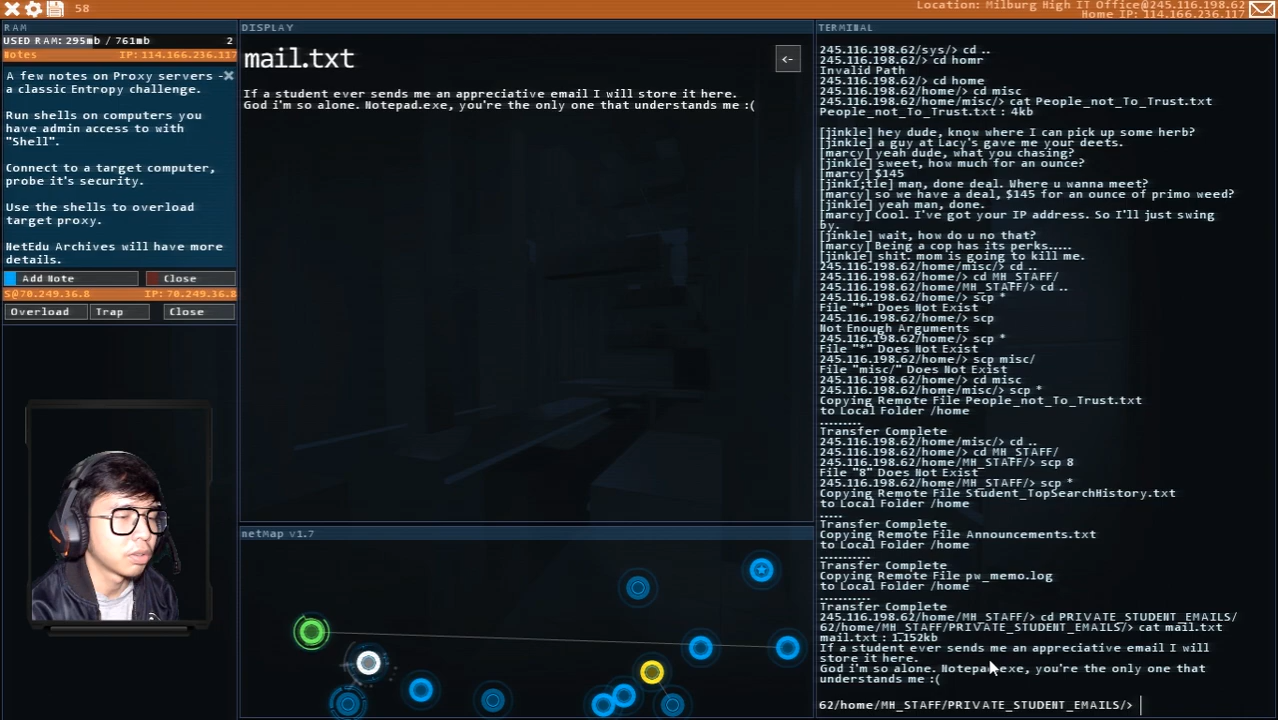 58
Location: Milburg High IT Office@245.116.198.62
Home IP: 114.166.236.117
RAM
USED RAM: 295mb / 761mb 2
Notes IP: 114.166.236.117
A few notes on Proxy servers -
a classic Entropy challenge.
Run shells on computers you
have admin access to with
"Shell".
Connect to a target computer,
probe it's security.
Use the shells to overload
target proxy.
NetEdu Archives will have more
details.
Add Note Close
S@70.249.36.8 IP: 70.249.36.8
Overload Trap Close
DISPLAY
mail.txt
<-
If a student ever sends me an appreciative email I will store it here.
God i'm so alone. Notepad.exe, you're the only one that understands me :(
netMap v1.7
TERMINAL
245.116.198.62/sys/> cd ..
245.116.198.62/> cd homr
Invalid Path
245.116.198.62/> cd home
245.116.198.62/home/> cd misc
245.116.198.62/home/misc/> cat People_not_To_Trust.txt
People_not_To_Trust.txt : 4kb
[jinkle] hey dude, know where I can pick up some herb?
[jinkle] a guy at Lacy's gave me your deets.
[marcy] yeah dude, what you chasing?
[jinkle] sweet, how much for an ounce?
[marcy] $145
[jinki;tle] man, done deal. Where u wanna meet?
[marcy] so we have a deal, $145 for an ounce of primo weed?
[jinkle] yeah man, done.
[marcy] Cool. I've got your IP address. So I'll just swing
by.
[jinkle] wait, how do u no that?
[marcy] Being a cop has its perks.....
[jinkle] shit. mom is going to kill me.
245.116.198.62/home/misc/> cd ..
245.116.198.62/home/> cd MH_STAFF/
245.116.198.62/home/MH_STAFF/> cd ..
245.116.198.62/home/> scp *
File "*" Does Not Exist
245.116.198.62/home/> scp
Not Enough Arguments
245.116.198.62/home/> scp *
File "*" Does Not Exist
245.116.198.62/home/> scp misc/
File "misc/" Does Not Exist
245.116.198.62/home/> cd misc
245.116.198.62/home/misc/> scp *
Copying Remote File People_not_To_Trust.txt
to Local Folder /home
.........
Transfer Complete
245.116.198.62/home/misc/> cd ..
245.116.198.62/home/> cd MH_STAFF/
245.116.198.62/home/MH_STAFF/> scp 8
File "8" Does Not Exist
245.116.198.62/home/MH_STAFF/> scp *
Copying Remote File Student_TopSearchHistory.txt
to Local Folder /home
.....
Transfer Complete
Copying Remote File Announcements.txt
to Local Folder /home
...........
Transfer Complete
Copying Remote File pw_memo.log
to Local Folder /home
...........
Transfer Complete
245.116.198.62/home/MH_STAFF/> cd PRIVATE_STUDENT_EMAILS/
62/home/MH_STAFF/PRIVATE_STUDENT_EMAILS/> cat mail.txt
mail.txt : 1.152kb
If a student ever sends me an appreciative email I will
store it here.
God i'm so alone. Notepad.exe, you're the only one that
understands me :(
62/home/MH_STAFF/PRIVATE_STUDENT_EMAILS/>